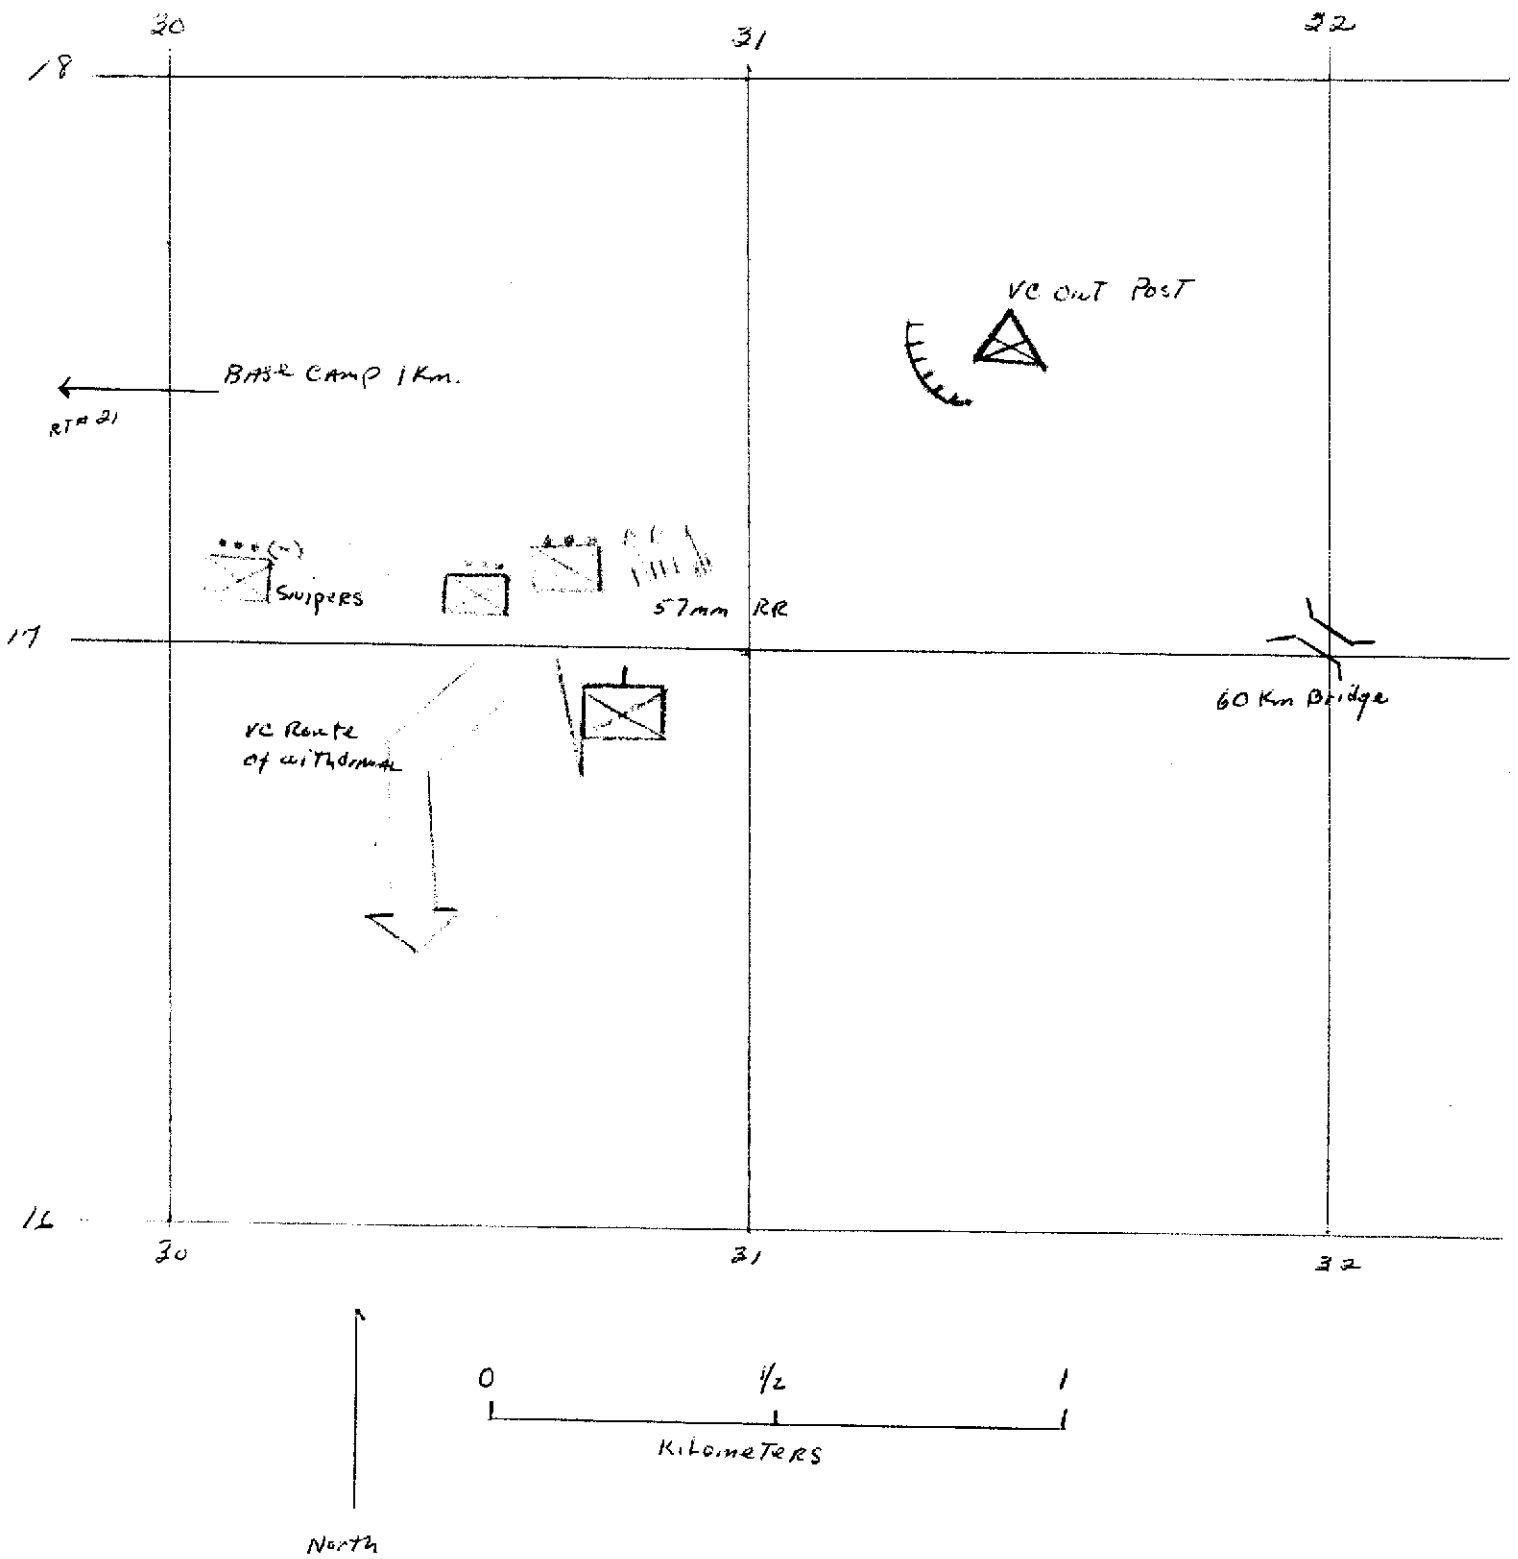 30 31 32
18
VC OUT POST
BASE CAMP 1 Km.
RT# 21
(-)
Snipers
57mm RR
17
60 Km Bridge
VC Route
of withdrawal
16
30 31 32
0 1/2 1
KiLomeTeRS
North